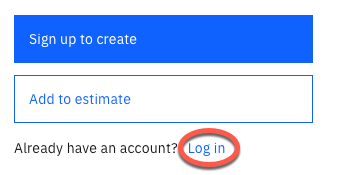 Sign up to create
Add to estimate
Already have an account? Log in